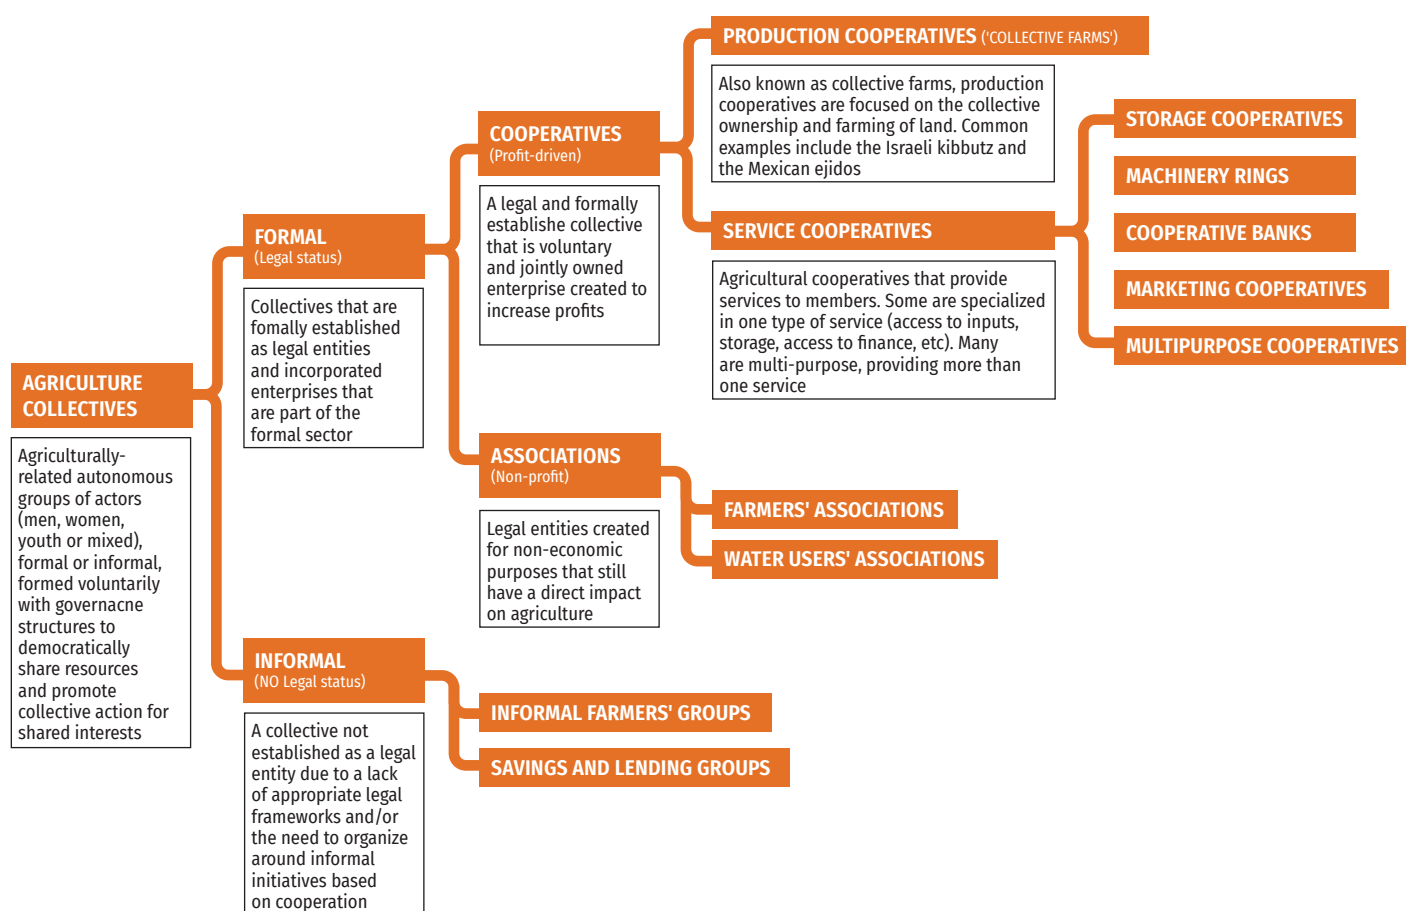 AGRICULTURE
COLLECTIVES
Agriculturally-
related autonomous
groups of actors
(men, women,
youth or mixed),
formal or informal,
formed voluntarily
with governacne
structures to
democratically
share resources
and promote
collective action for
shared interests
FORMAL
(Legal status)
Collectives that are
fomally established
as legal entities
and incorporated
enterprises that
are part of the
formal sector
COOPERATIVES
(Profit-driven)
A legal and formally
establishe collective
that is voluntary
and jointly owned
enterprise created to
increase profits
PRODUCTION COOPERATIVES ('COLLECTIVE FARMS')
Also known as collective farms, production
cooperatives are focused on the collective
ownership and farming of land. Common
examples include the Israeli kibbutz and
the Mexican ejidos
SERVICE COOPERATIVES
Agricultural cooperatives that provide
services to members. Some are specialized
in one type of service (access to inputs,
storage, access to finance, etc). Many
are multi-purpose, providing more than
one service
STORAGE COOPERATIVES
MACHINERY RINGS
COOPERATIVE BANKS
MARKETING COOPERATIVES
MULTIPURPOSE COOPERATIVES
ASSOCIATIONS
(Non-profit)
Legal entities created
for non-economic
purposes that still
have a direct impact
on agriculture
FARMERS' ASSOCIATIONS
WATER USERS' ASSOCIATIONS
INFORMAL
(NO Legal status)
A collective not
established as a legal
entity due to a lack
of appropriate legal
frameworks and/or
the need to organize
around informal
initiatives based
on cooperation
INFORMAL FARMERS' GROUPS
SAVINGS AND LENDING GROUPS